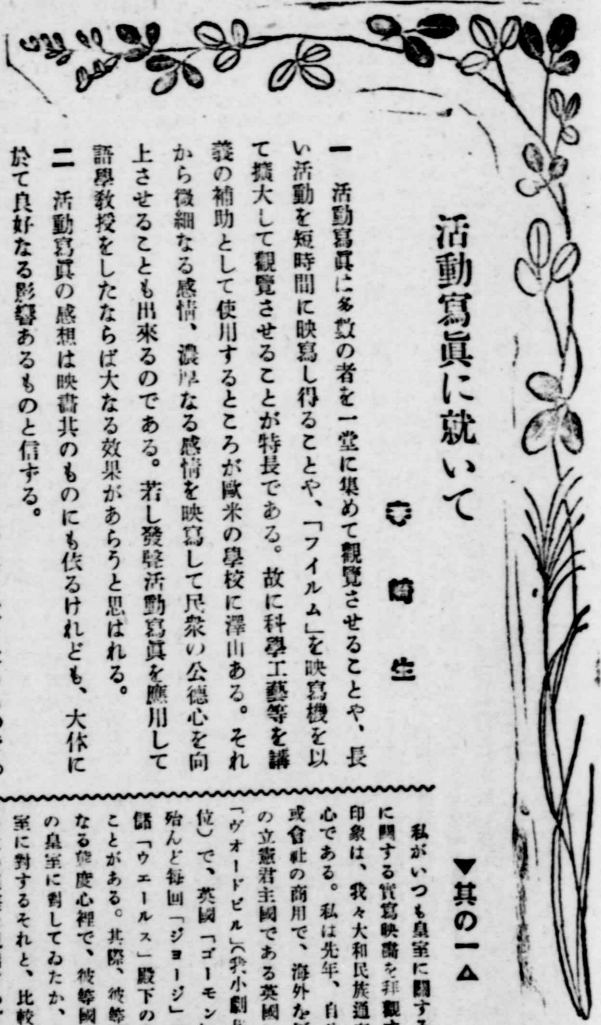 活動寫眞に就いて
崎生
一　活動寫眞は多数の者を一堂に集めて觀覽させることや、長
い活動を短時間に映寫し得ることや、「フイルム」を映寫機を以
て擴大して觀覽させることが特長である。故に科學工藝等を講
義の補助として使用するところが歐米の學校に澤山ある。それ
から微細なる感情、濃厚なる感情を映寫して民衆の公德心を向
上させることも出來るのである。若し發聲活動寫眞を應用して
語學敎授をしたならば大なる效果があらうと思はれる。
二　活動寫眞の感想は映畵其のものにも依るけれども、大体に
於て良好なる影響あるものと信する。
▼其の一△
私がいつも皇室に關する
に關する實寫映畵を拜觀
印象は、我々大和民族通
心である。私は先年、自
或會社の商用で、海外を
の立憲君主國である英國
「ヴオードビル」(我小劇
位)で、英國「ゴーモン
殆んど每回「ジヨージ」
儲「ウエールス」殿下の
ことがある。其際、彼等
なる態度心裡で、彼等國
の皇室に對してゐたか、
室に對するそれと、比較